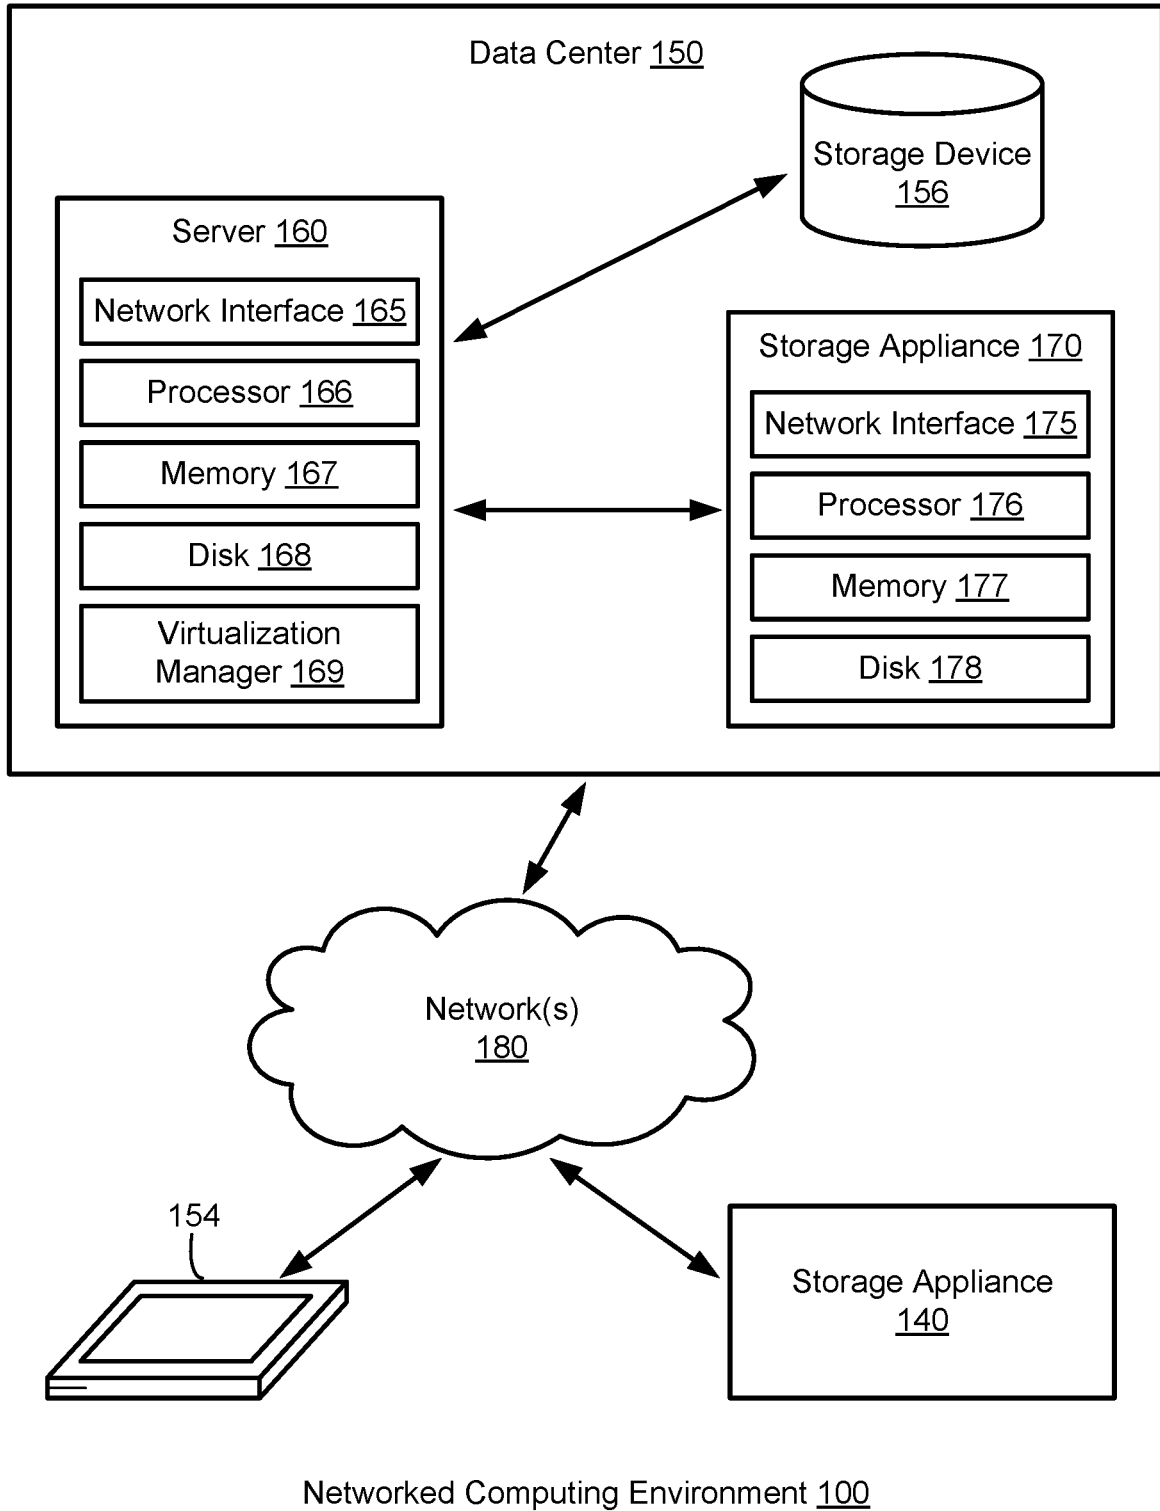 Data Center 150
Storage Device
156
Server 160
Network Interface 165
Processor 166
Memory 167
Disk 168
Virtualization
Manager 169
Storage Appliance 170
Network Interface 175
Processor 176
Memory 177
Disk 178
Network(s)
180
154
Storage Appliance
140
Networked Computing Environment 100